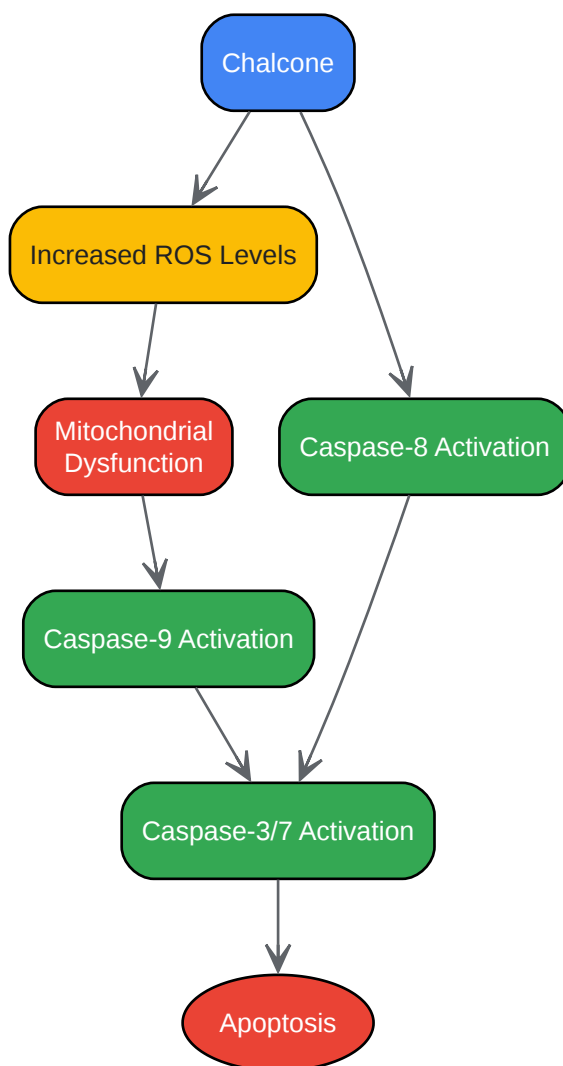 Chalcone
Increased ROS Levels
Mitochondrial
Dysfunction
Caspase-8 Activation
Caspase-9 Activation
Caspase-3/7 Activation
Apoptosis